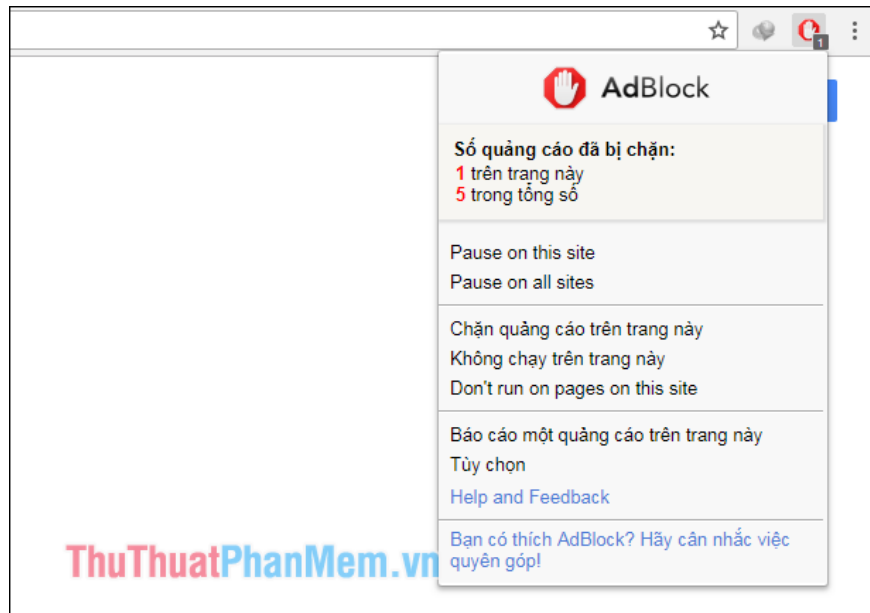 1
AdBlock
Số quảng cáo đã bị chặn:
1 trên trang này
5 trong tổng số
Pause on this site
Pause on all sites
Chặn quảng cáo trên trang này
Không chạy trên trang này
Don't run on pages on this site
Báo cáo một quảng cáo trên trang này
Tùy chọn
Help and Feedback
Bạn có thích AdBlock? Hãy cân nhắc việc
quyên góp!
ThuThuatPhanMem.vn